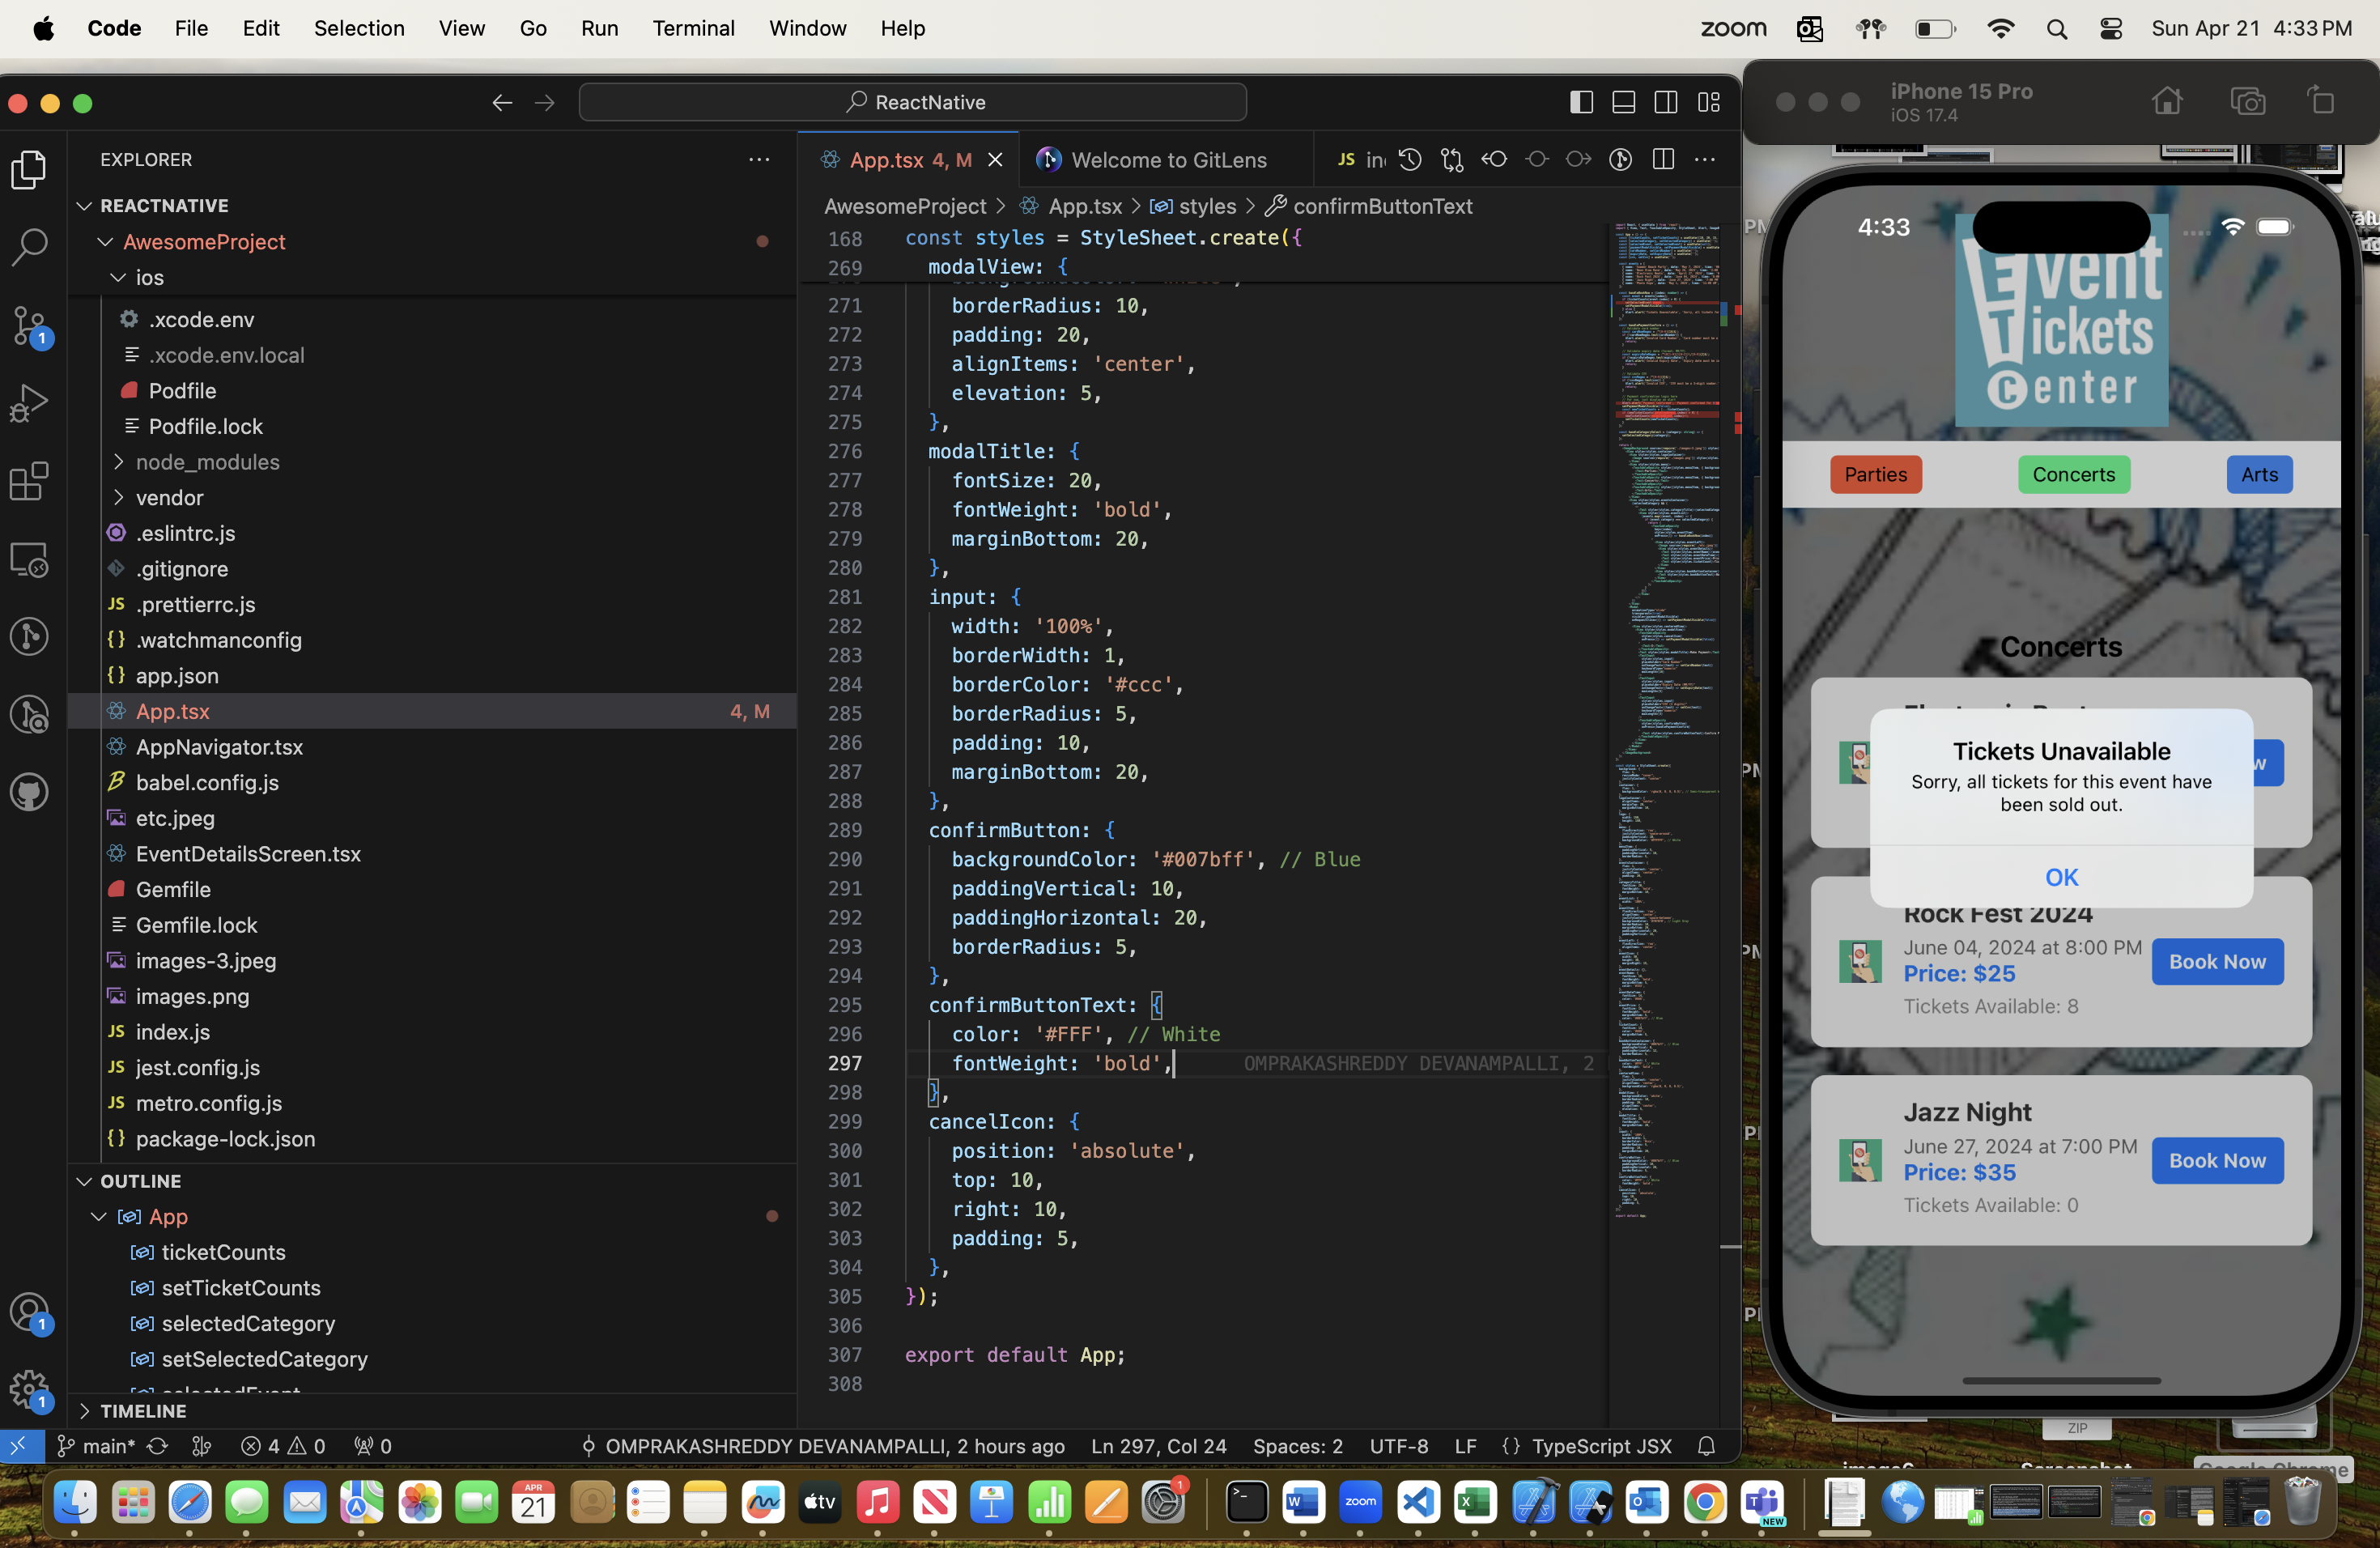 Code File Edit Selection View Go Run Terminal Window Help
zoom Sun Apr 21 4:33 PM
ReactNative
EXPLORER
REACTNATIVE
AwesomeProject
ios
.xcode.env
.xcode.env.local
Podfile
Podfile.lock
node_modules
vendor
.eslintrc.js
.gitignore
.prettierrc.js
.watchmanconfig
app.json
App.tsx 4, M
AppNavigator.tsx
babel.config.js
etc.jpeg
EventDetailsScreen.tsx
Gemfile
Gemfile.lock
images-3.jpeg
images.png
index.js
jest.config.js
metro.config.js
package-lock.json
OUTLINE
App
ticketCounts
setTicketCounts
selectedCategory
setSelectedCategory
selectedEvent
TIMELINE
App.tsx 4, M
Welcome to GitLens
JS in
AwesomeProject > App.tsx > styles > confirmButtonText
168 const styles = StyleSheet.create({
269 modalView: {
271 borderRadius: 10,
272 padding: 20,
273 alignItems: 'center',
274 elevation: 5,
275 },
276 modalTitle: {
277 fontSize: 20,
278 fontWeight: 'bold',
279 marginBottom: 20,
280 },
281 input: {
282 width: '100%',
283 borderWidth: 1,
284 borderColor: '#ccc',
285 borderRadius: 5,
286 padding: 10,
287 marginBottom: 20,
288 },
289 confirmButton: {
290 backgroundColor: '#007bff', // Blue
291 paddingVertical: 10,
292 paddingHorizontal: 20,
293 borderRadius: 5,
294 },
295 confirmButtonText: {
296 color: '#FFF', // White
297 fontWeight: 'bold', OMPRAKASHREDDY DEVANAMPALLI, 2
298 },
299 cancelIcon: {
300 position: 'absolute',
301 top: 10,
302 right: 10,
303 padding: 5,
304 },
305 });
306
307 export default App;
308
main* 4 0 0 OMPRAKASHREDDY DEVANAMPALLI, 2 hours ago Ln 297, Col 24 Spaces: 2 UTF-8 LF {} TypeScript JSX
iPhone 15 Pro
iOS 17.4
4:33
Event
Tickets
Center
Parties
Concerts
Arts
Concerts
Tickets Unavailable
Sorry, all tickets for this event have
been sold out.
OK
Rock Fest 2024
June 04, 2024 at 8:00 PM
Price: $25
Book Now
Tickets Available: 8
Jazz Night
June 27, 2024 at 7:00 PM
Price: $35
Book Now
Tickets Available: 0
ZIP
Screenshot
Google Chrome
APR
21
tv
zoom
NEW